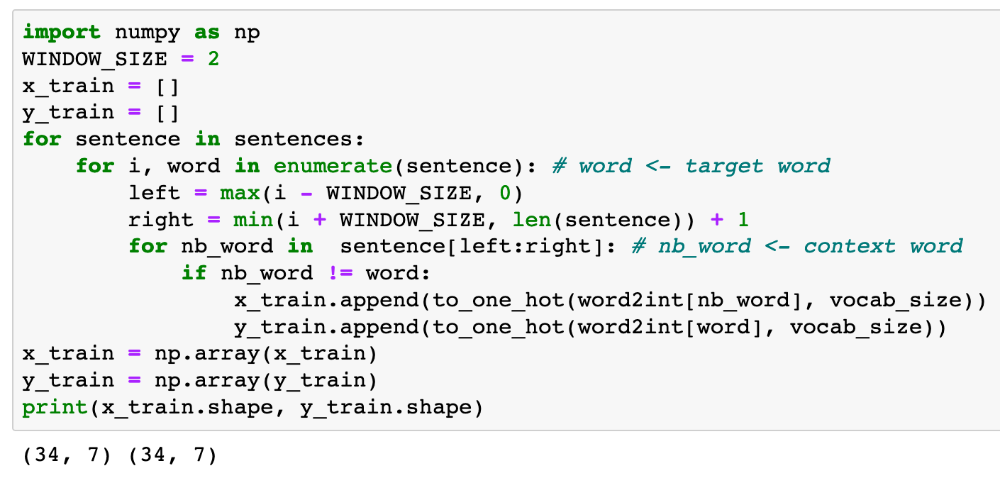 import numpy as np
WINDOW_SIZE = 2
x_train = []
y_train = []
for sentence in sentences:
    for i, word in enumerate(sentence): # word <- target word
        left = max(i - WINDOW_SIZE, 0)
        right = min(i + WINDOW_SIZE, len(sentence)) + 1
        for nb_word in  sentence[left:right]: # nb_word <- context word
            if nb_word != word:
                x_train.append(to_one_hot(word2int[nb_word], vocab_size))
                y_train.append(to_one_hot(word2int[word], vocab_size))
x_train = np.array(x_train)
y_train = np.array(y_train)
print(x_train.shape, y_train.shape)
(34, 7) (34, 7)